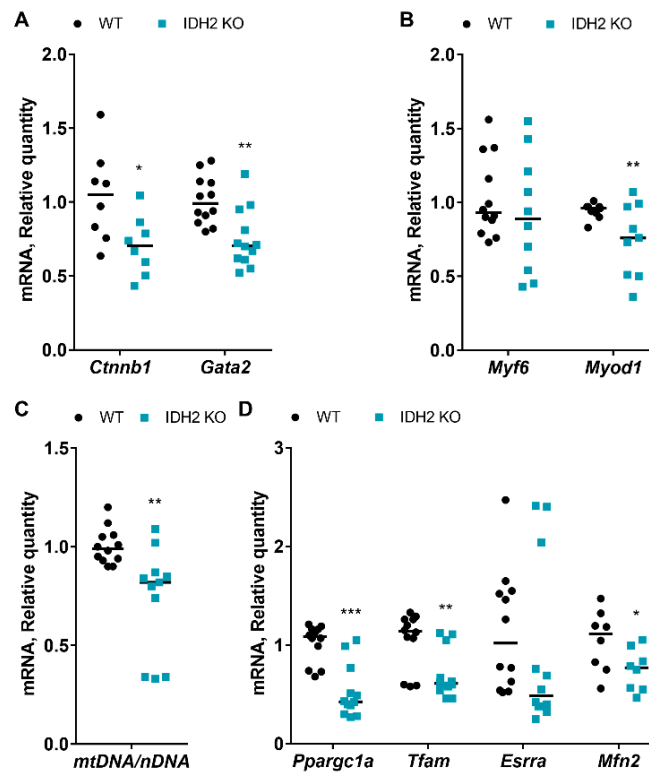 A
WT
IDH2 KO
mRNA, Relative quantity
2.0
1.5
1.0
0.5
0.0
*
**
Ctnnb1
Gata2
B
WT
IDH2 KO
mRNA, Relative quantity
2.0
1.5
1.0
0.5
0.0
**
Myf6
Myod1
C
WT
IDH2 KO
mRNA, Relative quantity
1.5
1.0
0.5
0.0
**
mtDNA/nDNA
D
WT
IDH2 KO
mRNA, Relative quantity
3
2
1
0
***
**
*
Ppargc1a
Tfam
Esrra
Mfn2